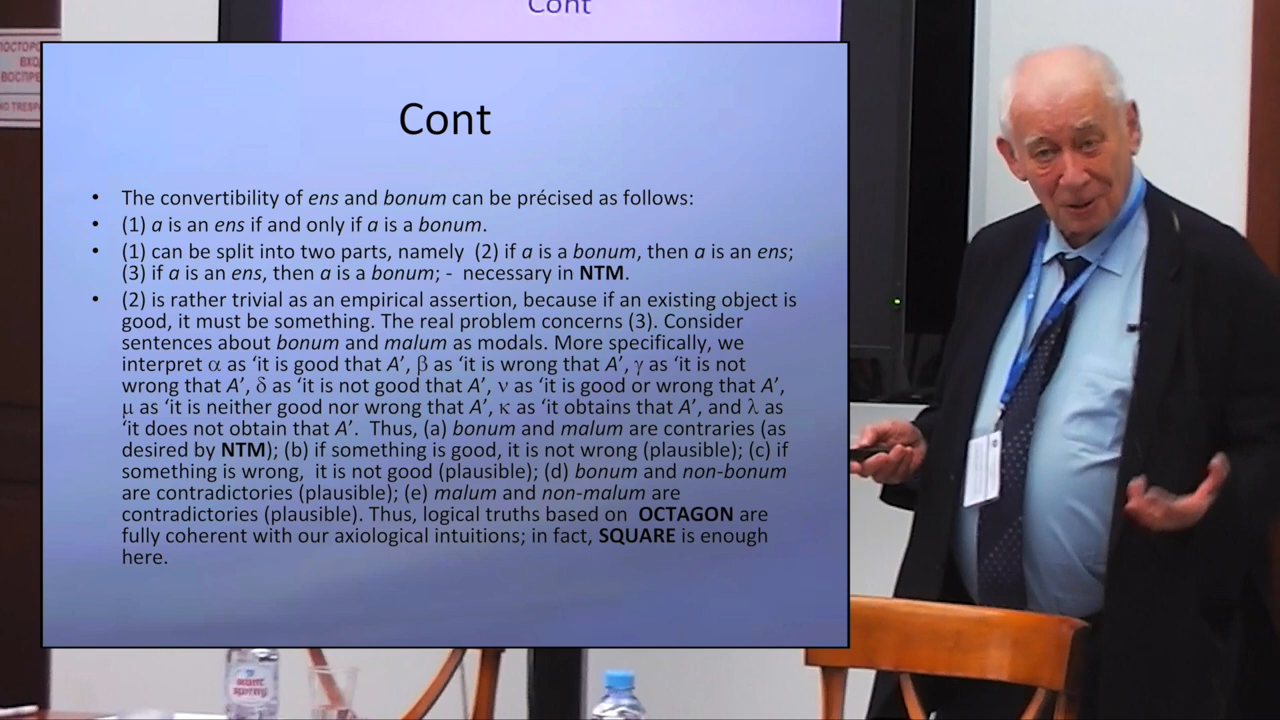 Cont
ПОСТОРО
ВХО
ВОСПРЕ
NO TRESP
Cont
• The convertibility of ens and bonum can be précised as follows:
• (1) a is an ens if and only if a is a bonum.
• (1) can be split into two parts, namely (2) if a is a bonum, then a is an ens;
(3) if a is an ens, then a is a bonum; - necessary in NTM.
• (2) is rather trivial as an empirical assertion, because if an existing object is
good, it must be something. The real problem concerns (3). Consider
sentences about bonum and malum as modals. More specifically, we
interpret α as ‘it is good that A’, β as ‘it is wrong that A’, γ as ‘it is not
wrong that A’, δ as ‘it is not good that A’, ν as ‘it is good or wrong that A’,
μ as ‘it is neither good nor wrong that A’, κ as ‘it obtains that A’, and λ as
‘it does not obtain that A’. Thus, (a) bonum and malum are contraries (as
desired by NTM); (b) if something is good, it is not wrong (plausible); (c) if
something is wrong, it is not good (plausible); (d) bonum and non-bonum
are contradictories (plausible); (e) malum and non-malum are
contradictories (plausible). Thus, logical truths based on OCTAGON are
fully coherent with our axiological intuitions; in fact, SQUARE is enough
here.